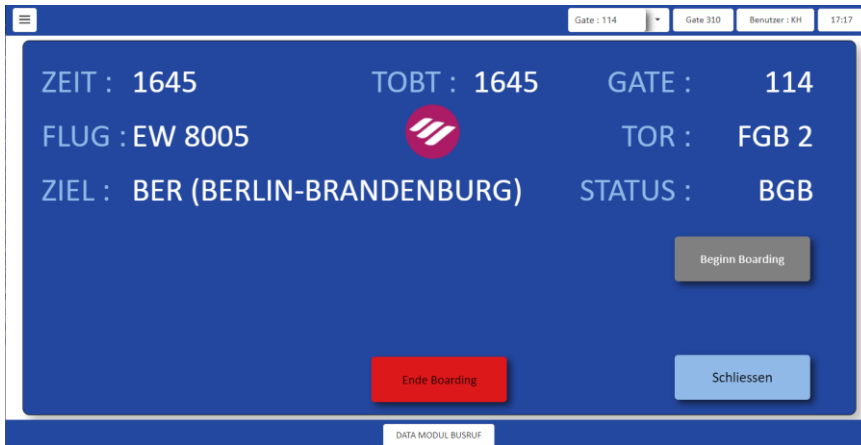 Gate : 114 Gate 310 Benutzer : KH 17:17
ZEIT : 1645 TOBT : 1645 GATE : 114
FLUG : EW 8005 TOR : FGB 2
ZIEL : BER (BERLIN-BRANDENBURG) STATUS : BGB
Beginn Boarding
Ende Boarding Schliessen
DATA MODUL BUSRUF